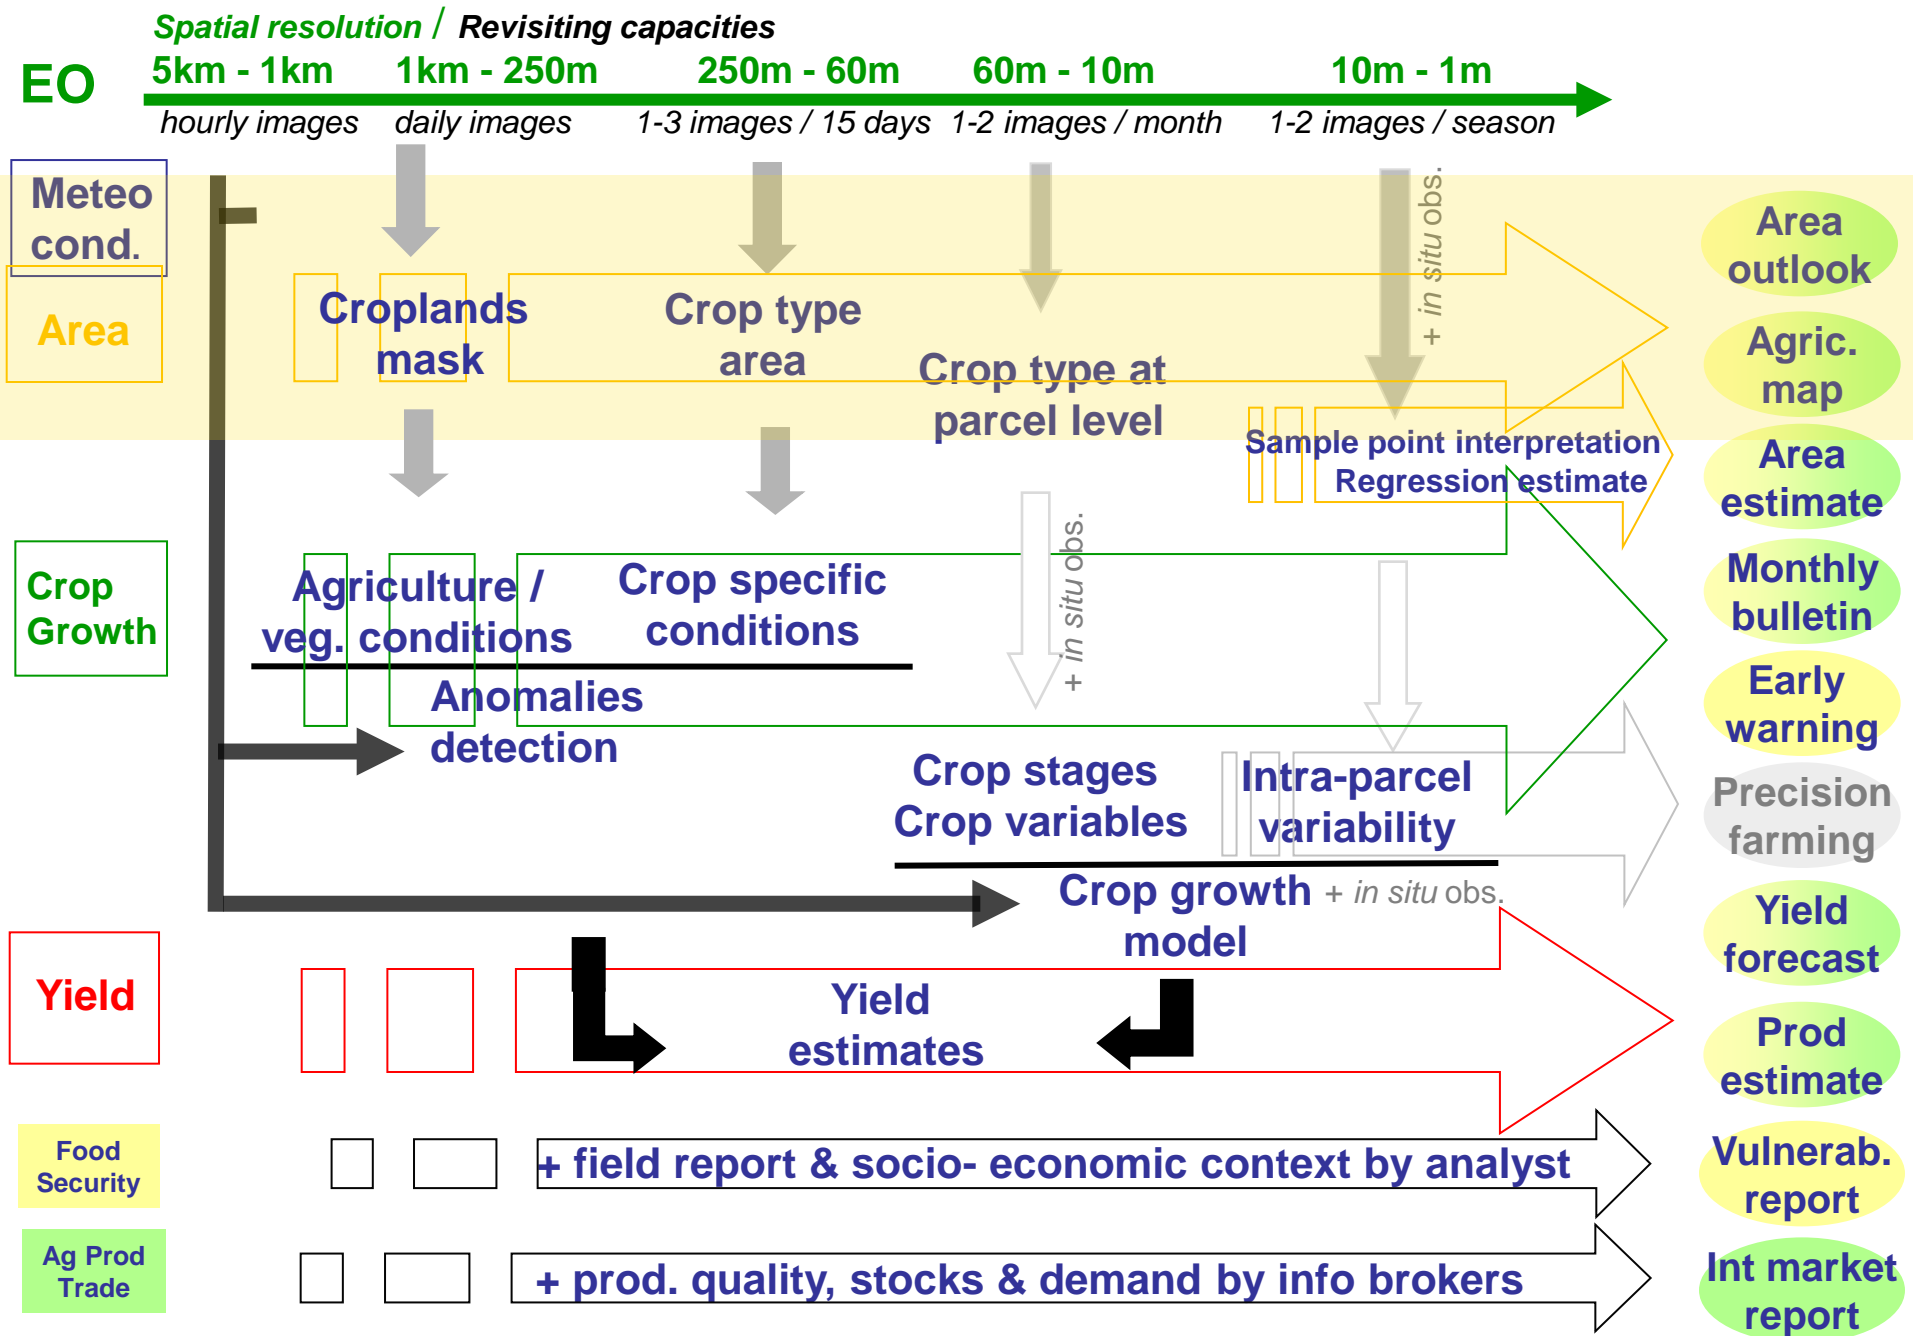 Spatial resolution / Revisiting capacities
EO
5km - 1km
1km - 250m
250m - 60m
60m - 10m
10m - 1m
hourly images
daily images
1-3 images / 15 days
1-2 images / month
1-2 images / season
Meteo
cond.
+ in situ obs.
Area
outlook
Area
Croplands
mask
Crop type
area
Crop type at
parcel level
Agric.
map
Sample point interpretation
Regression estimate
Area
estimate
Crop
Growth
Agriculture /
veg. conditions
Crop specific
conditions
+ in situ obs.
Monthly
bulletin
Anomalies
detection
Early
warning
Crop stages
Crop variables
Intra-parcel
variability
Precision
farming
Crop growth
model
+ in situ obs.
Yield
forecast
Yield
Yield
estimates
Prod
estimate
Food
Security
+ field report & socio- economic context by analyst
Vulnerab.
report
Ag Prod
Trade
+ prod. quality, stocks & demand by info brokers
Int market
report